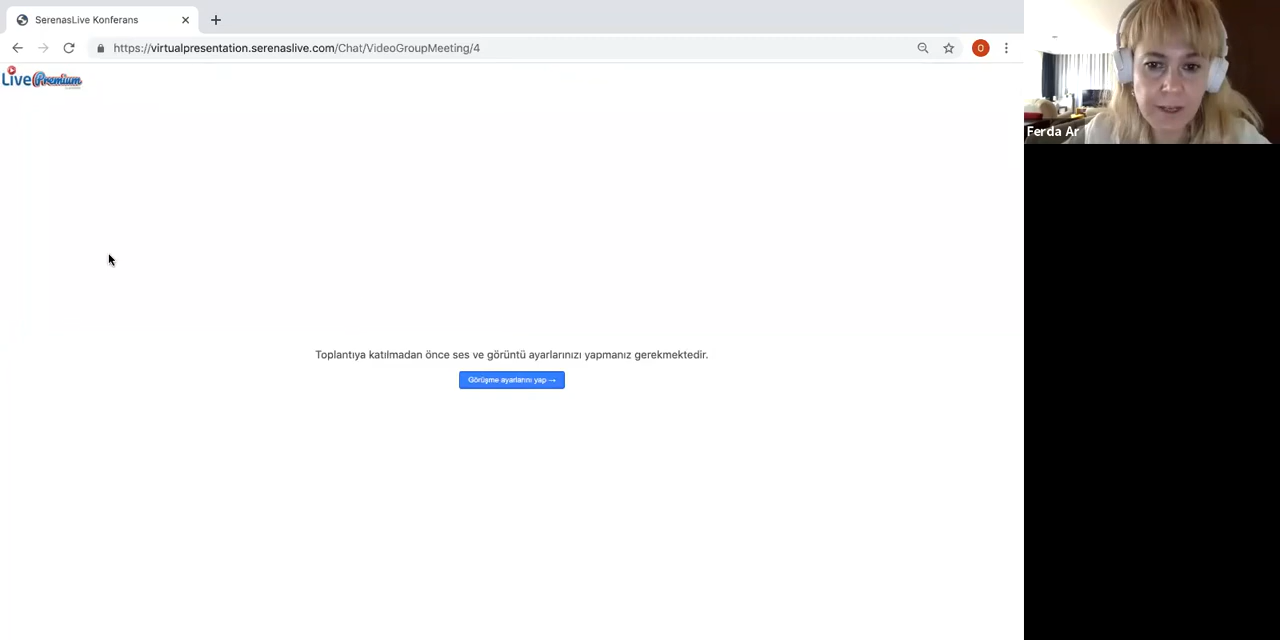 SerenasLive Konferans
https://virtualpresentation.serenaslive.com/Chat/VideoGroupMeeting/4
O
Live Premium
Ferda Ar
Toplantıya katılmadan önce ses ve görüntü ayarlarınızı yapmanız gerekmektedir.
Görüşme ayarlarını yap →